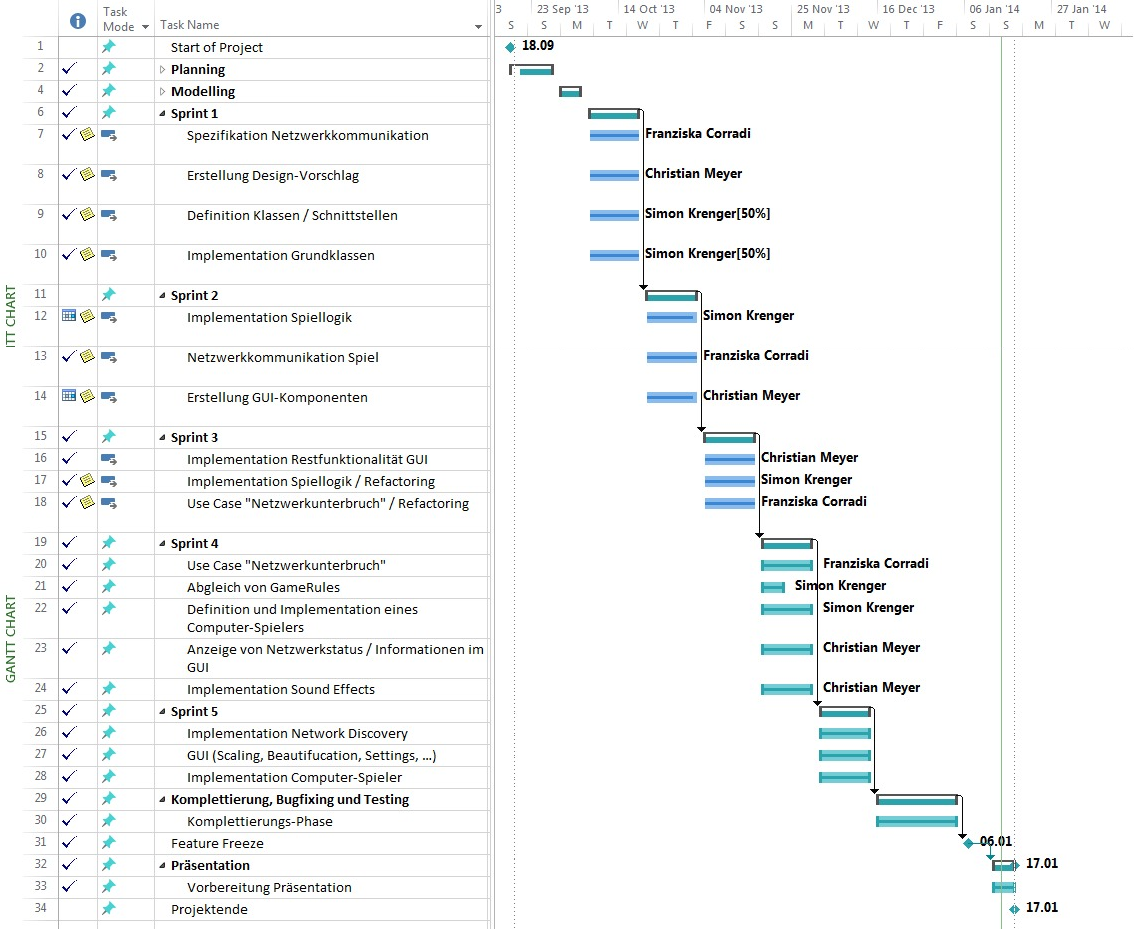 Task
Mode
Task Name
3
23 Sep '13
14 Oct '13
04 Nov '13
25 Nov '13
16 Dec '13
06 Jan '14
27 Jan '14
S S M T F S S M T W T F S S M T W
1 Start of Project 18.09
2 Planning
4 Modelling
6 Sprint 1
7 Spezifikation Netzwerkkommunikation Franziska Corradi
8 Erstellung Design-Vorschlag Christian Meyer
9 Definition Klassen / Schnittstellen Simon Krenger[50%]
10 Implementation Grundklassen Simon Krenger[50%]
11 Sprint 2
12 Implementation Spiellogik Simon Krenger
13 Netzwerkkommunikation Spiel Franziska Corradi
14 Erstellung GUI-Komponenten Christian Meyer
15 Sprint 3
16 Implementation Restfunktionalität GUI Christian Meyer
17 Implementation Spiellogik / Refactoring Simon Krenger
18 Use Case "Netzwerkunterbruch" / Refactoring Franziska Corradi
19 Sprint 4
20 Use Case "Netzwerkunterbruch" Franziska Corradi
21 Abgleich von GameRules Simon Krenger
22 Definition und Implementation eines Simon Krenger
Computer-Spielers
23 Anzeige von Netzwerkstatus / Informationen im Christian Meyer
GUI
24 Implementation Sound Effects Christian Meyer
25 Sprint 5
26 Implementation Network Discovery
27 GUI (Scaling, Beautifucation, Settings, ...)
28 Implementation Computer-Spieler
29 Komplettierung, Bugfixing und Testing
30 Komplettierungs-Phase
31 Feature Freeze 06.01
32 Präsentation 17.01
33 Vorbereitung Präsentation
34 Projektende 17.01
ITT CHART
GANTT CHART